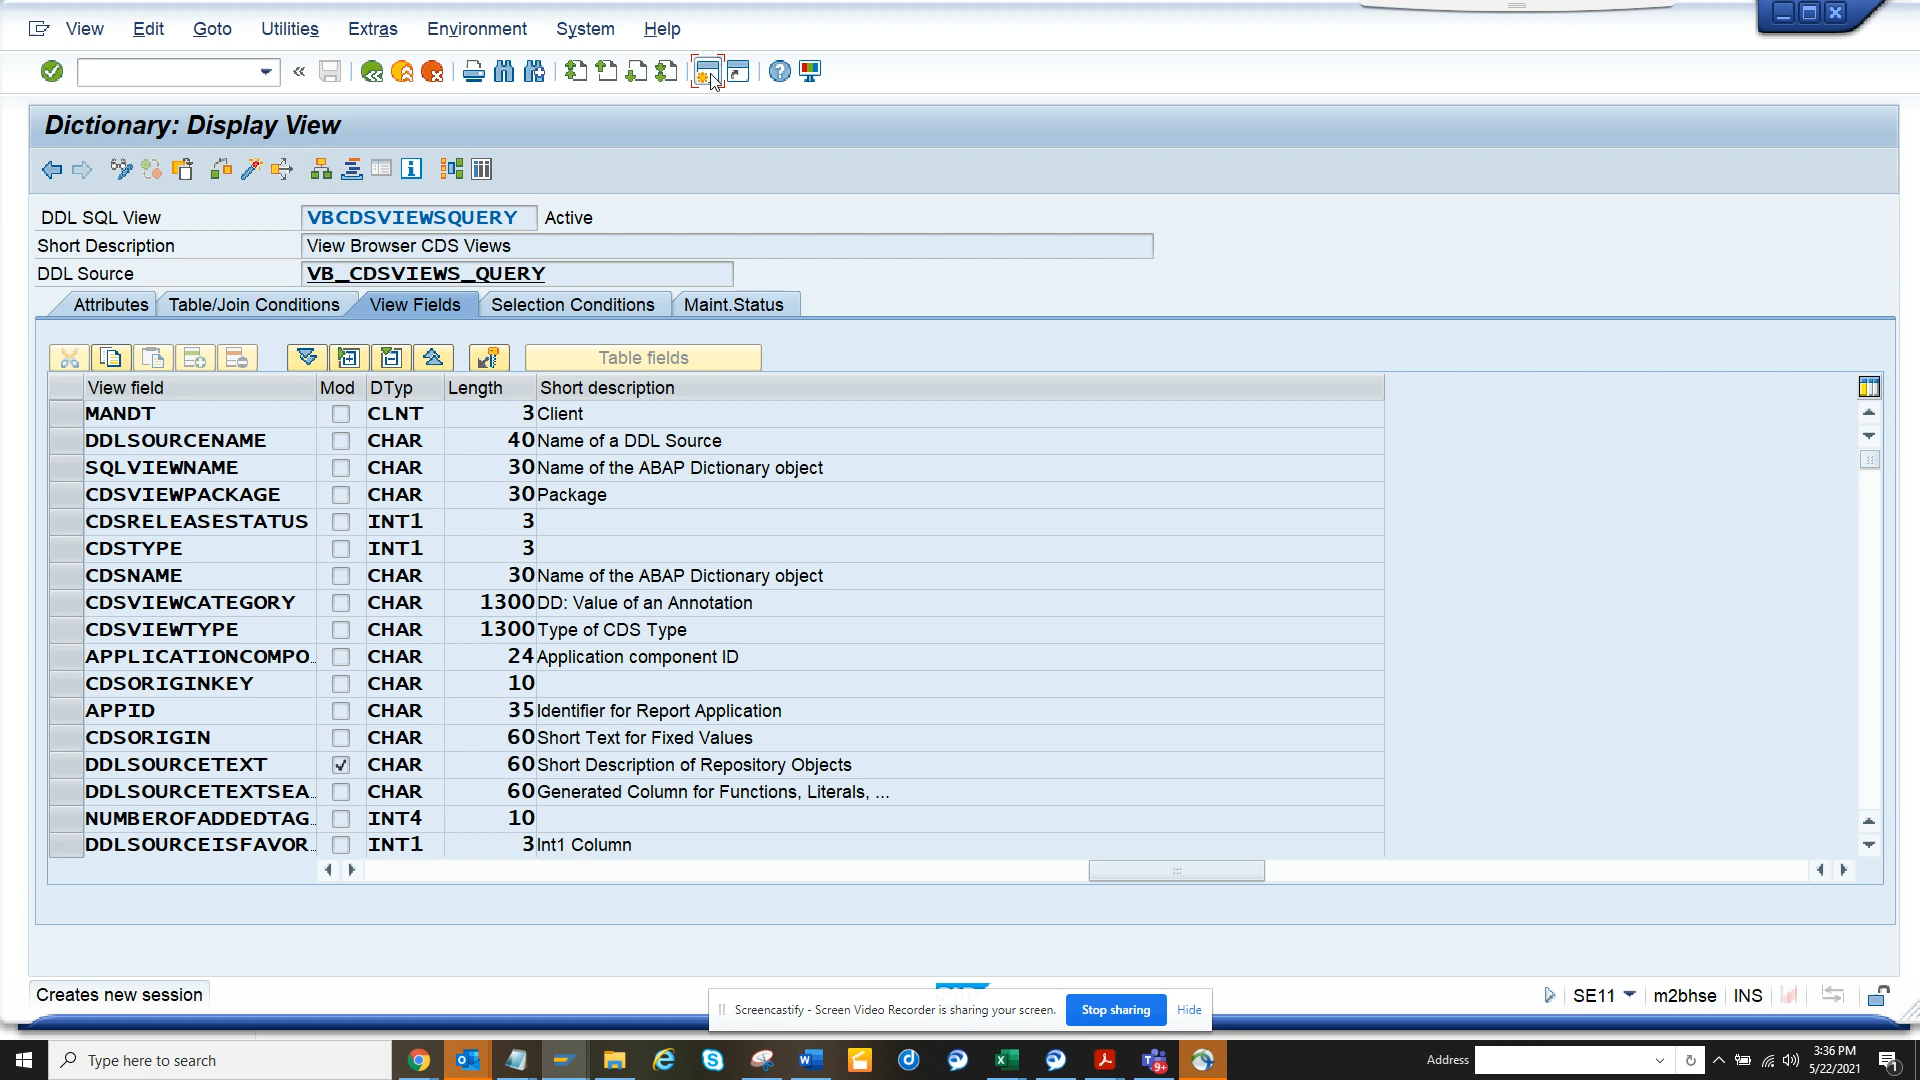 View Edit Goto Utilities Extras Environment System Help
Dictionary: Display View
DDL SQL View VBCDSVIEWSQUERY Active
Short Description View Browser CDS Views
DDL Source VB_CDSVIEWS_QUERY
Attributes Table/Join Conditions View Fields Selection Conditions Maint.Status
Table fields
View field Mod DTyp Length Short description
MANDT CLNT 3 Client
DDLSOURCENAME CHAR 40 Name of a DDL Source
SQLVIEWNAME CHAR 30 Name of the ABAP Dictionary object
CDSVIEWPACKAGE CHAR 30 Package
CDSRELEASESTATUS INT1 3
CDSTYPE INT1 3
CDSNAME CHAR 30 Name of the ABAP Dictionary object
CDSVIEWCATEGORY CHAR 1300 DD: Value of an Annotation
CDSVIEWTYPE CHAR 1300 Type of CDS Type
APPLICATIONCOMPO.. CHAR 24 Application component ID
CDSORIGINKEY CHAR 10
APPID CHAR 35 Identifier for Report Application
CDSORIGIN CHAR 60 Short Text for Fixed Values
DDLSOURCETEXT CHAR 60 Short Description of Repository Objects
DDLSOURCETEXTSEA.. CHAR 60 Generated Column for Functions, Literals, ...
NUMBEROFADDEDTAG.. INT4 10
DDLSOURCEISFAVOR.. INT1 3 Int1 Column
Creates new session
SE11 m2bhse INS
Screencastify - Screen Video Recorder is sharing your screen. Stop sharing Hide
Type here to search
Address
3:36 PM
5/22/2021
9+
1